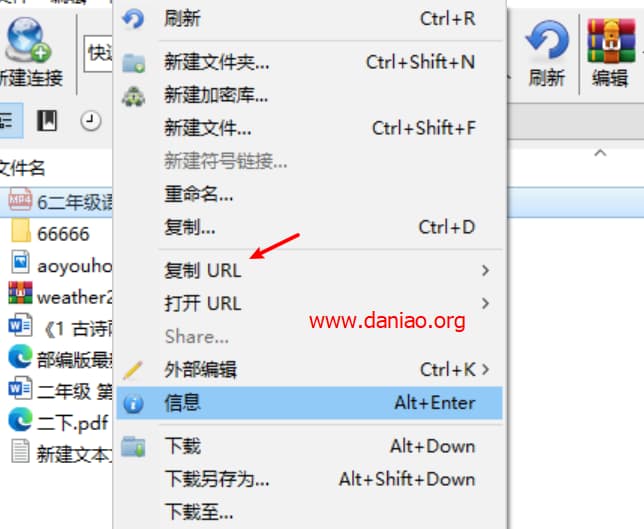 刷新 Ctrl+R
新建连接
快速
刷新
编辑
新建文件夹... Ctrl+Shift+N
新建加密库...
新建文件... Ctrl+Shift+F
新建符号链接...
重命名...
复制... Ctrl+D
复制 URL
打开 URL
www.daniao.org
Share...
外部编辑 Ctrl+K
信息 Alt+Enter
下载 Alt+Down
下载另存为... Alt+Shift+Down
下载至...
文件名
MP4
6二年级语
66666
aoyouho
weather2
《1 古诗
部编版最
二年级 第
二下.pdf
新建文本